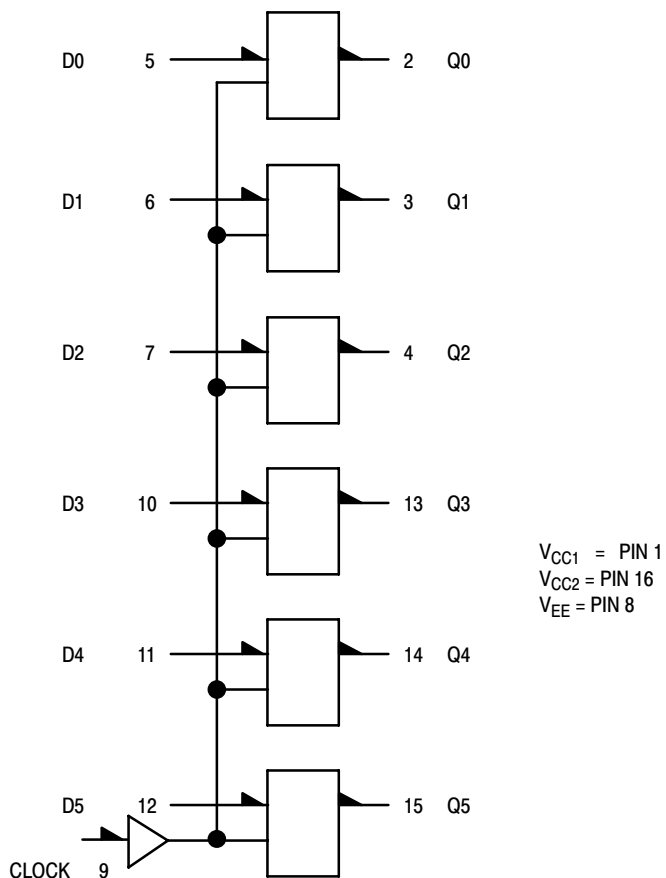 D0 5 2 Q0
D1 6 3 Q1
D2 7 4 Q2
D3 10 13 Q3
VCC1 = PIN 1
VCC2 = PIN 16
VEE = PIN 8
D4 11 14 Q4
D5 12 15 Q5
CLOCK 9